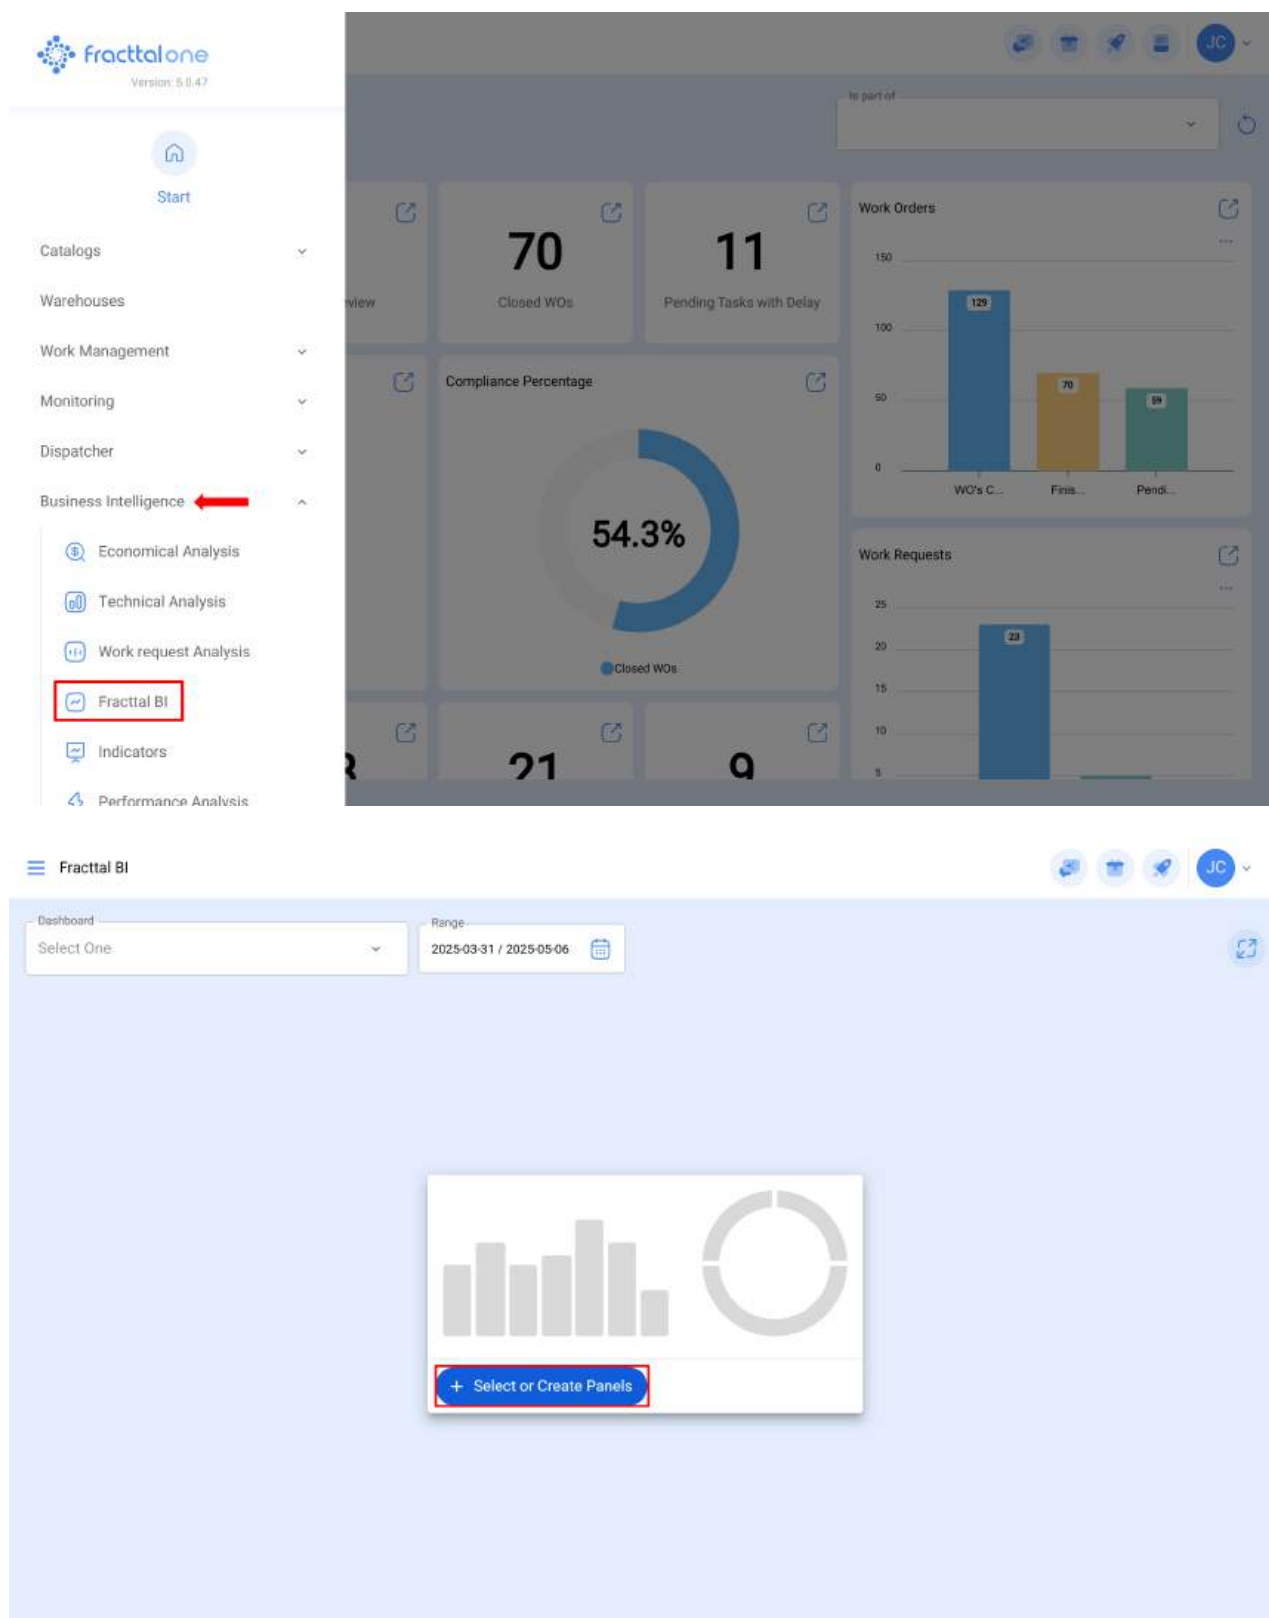 fracttalone
Version: 5.0.47
JC
In part of
Start
Catalogs
Warehouses
Work Management
Monitoring
Dispatcher
Business Intelligence
Economical Analysis
Technical Analysis
Work request Analysis
Fracttal BI
Indicators
Performance Analysis
70
Closed WOs
11
Pending Tasks with Delay
Compliance Percentage
54.3%
Closed WOs
21
9
Work Orders
150
100
50
0
129
70
59
WO's C...
Finis...
Pendi...
Work Requests
25
20
15
10
5
23
Fracttal BI
JC
Dashboard
Select One
Range
2025-03-31 / 2025-05-06
+ Select or Create Panels